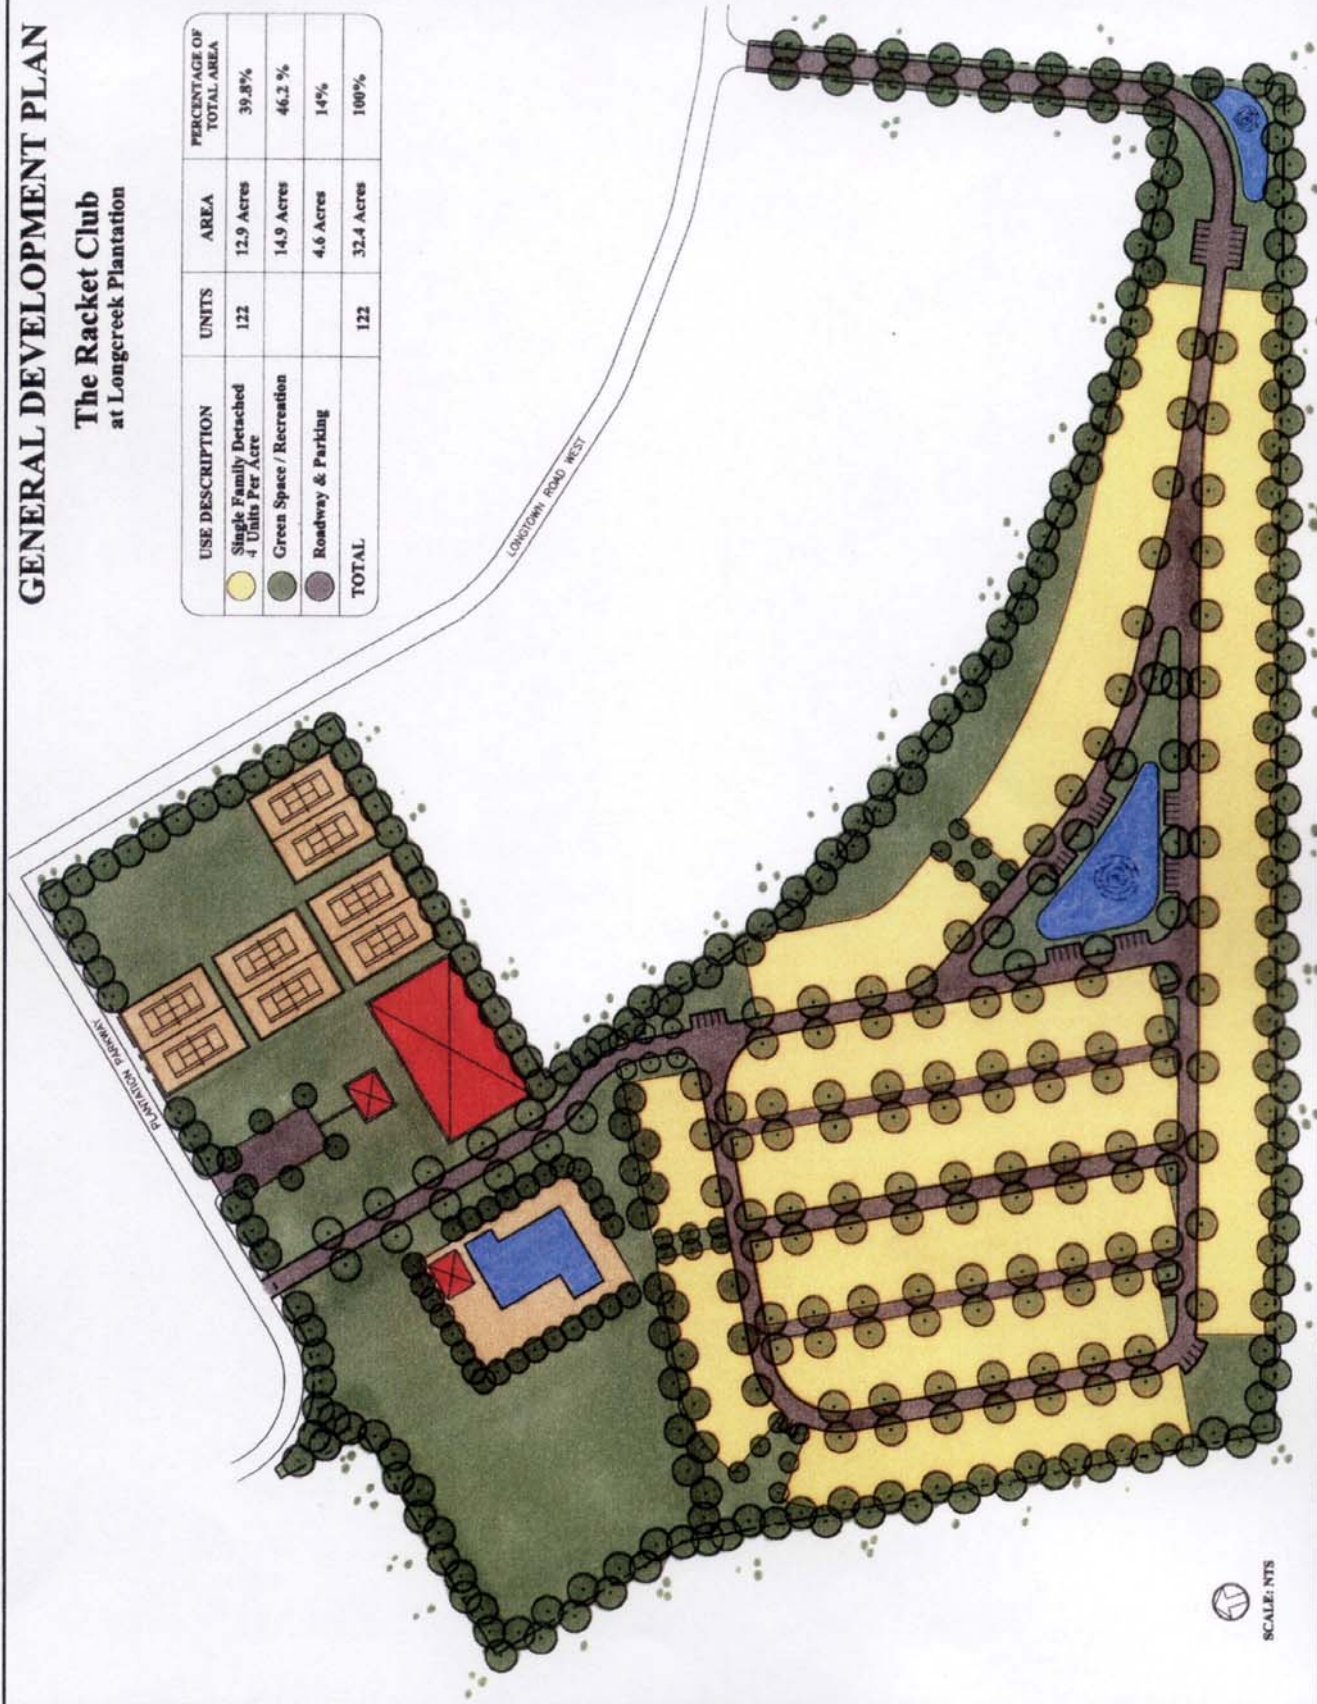 GENERAL DEVELOPMENT PLAN
The Racket Club
at Longcreek Plantation
USE DESCRIPTION UNITS AREA PERCENTAGE OF TOTAL AREA
Single Family Detached 122 12.9 Acres 39.8%
4 Units Per Acre
Green Space / Recreation 14.9 Acres 46.2 %
Roadway & Parking 4.6 Acres 14%
TOTAL 122 32.4 Acres 100%
LONGTOWN ROAD WEST
PLANTATION PARKWAY
SCALE: NTS